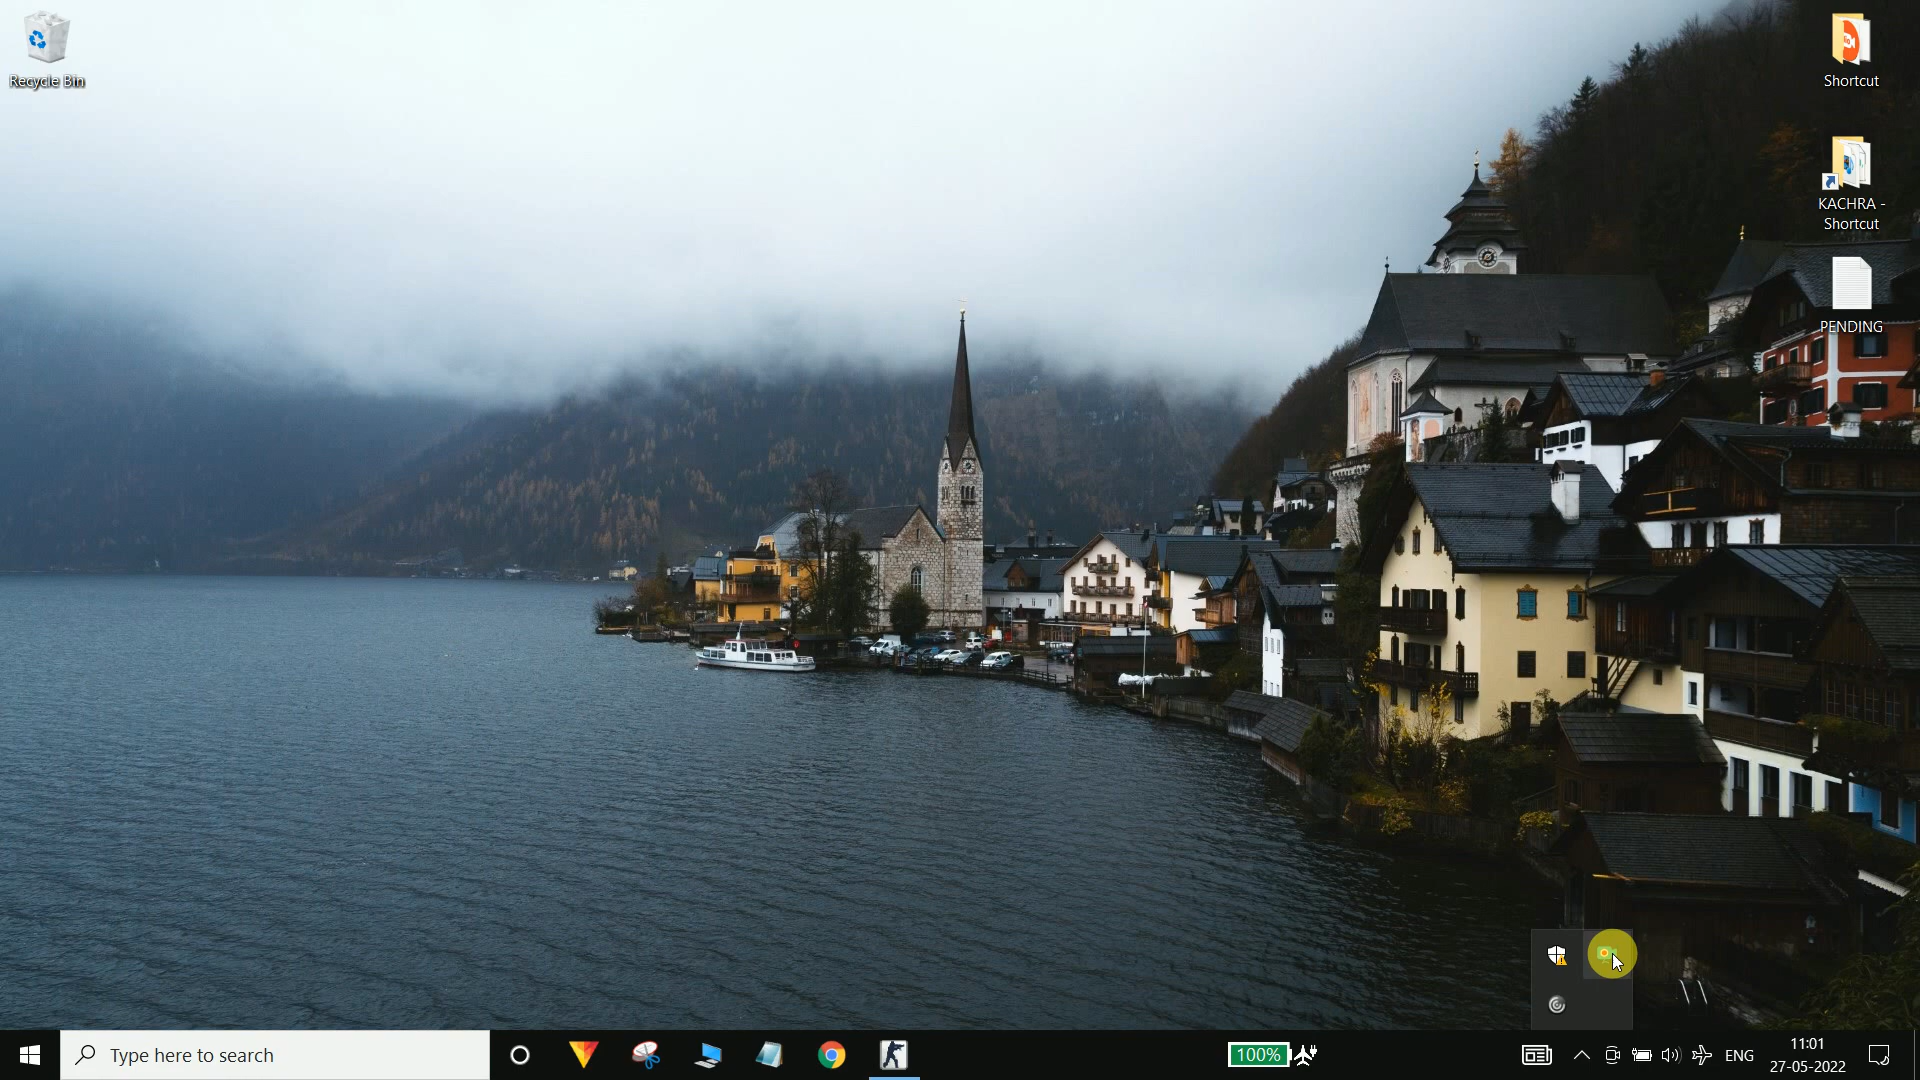 Recycle Bin
Shortcut
KACHRA -
Shortcut
PENDING
Type here to search
100%
ENG
11:01
27-05-2022